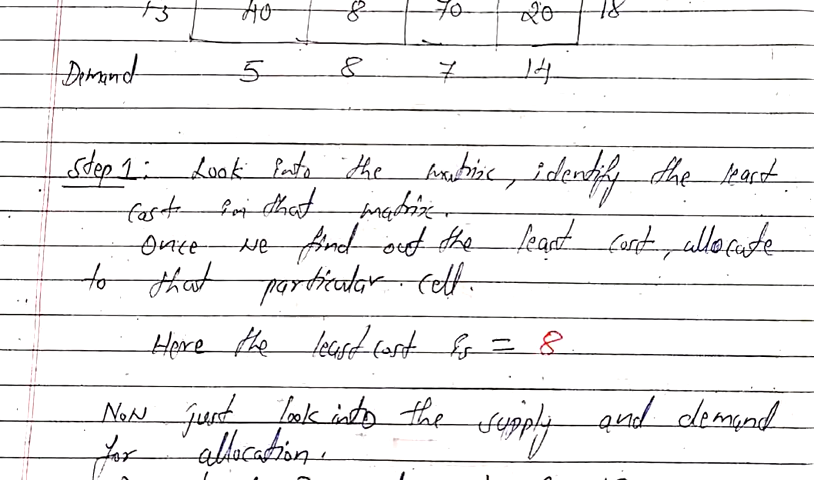 F3 40 8 70 20 18
Demand 5 8 7 14
Step 1: Look into the matrix, identify the least
cost in that matrix.
Once we find out the least cost, allocate
to that particular cell.
Here the least cost is = 8
Now just look into the supply and demand
for allocation.